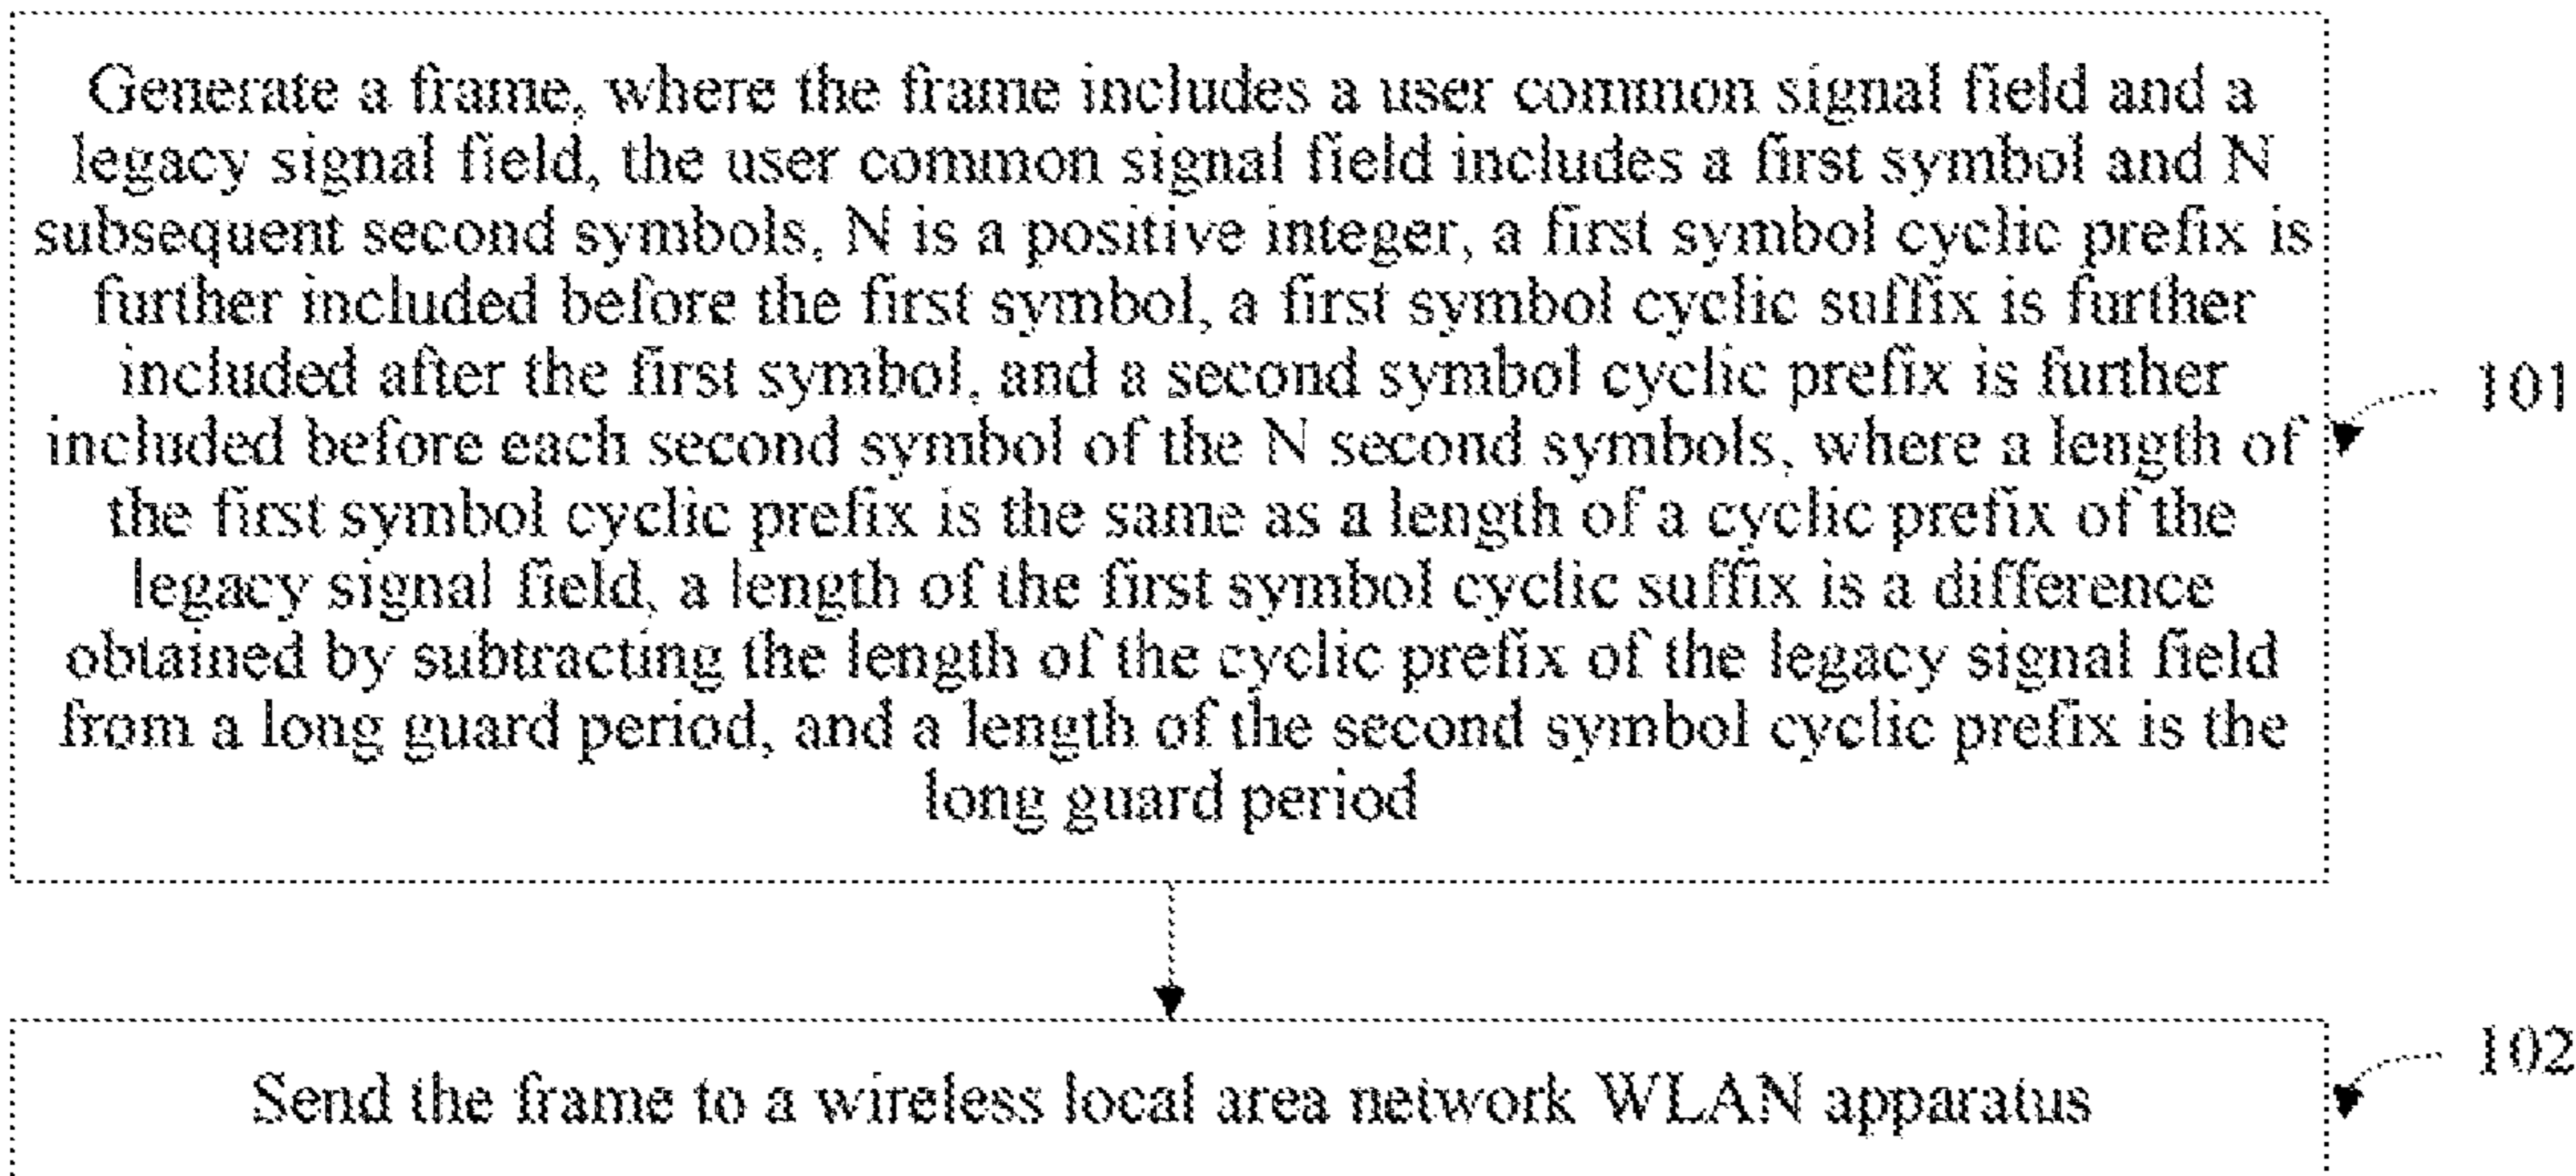 Generate a frame, where the frame includes a user common signal field and a
legacy signal field, the user common signal field includes a first symbol and N
subsequent second symbols, N is a positive integer, a first symbol cyclic prefix is
further included before the first symbol, a first symbol cyclic suffix is further
included after the first symbol, and a second symbol cyclic prefix is further
included before each second symbol of the N second symbols, where a length of
the first symbol cyclic prefix is the same as a length of a cyclic prefix of the
legacy signal field, a length of the first symbol cyclic suffix is a difference
obtained by subtracting the length of the cyclic prefix of the legacy signal field
from a long guard period, and a length of the second symbol cyclic prefix is the
long guard period
101
Send the frame to a wireless local area network WLAN apparatus
102